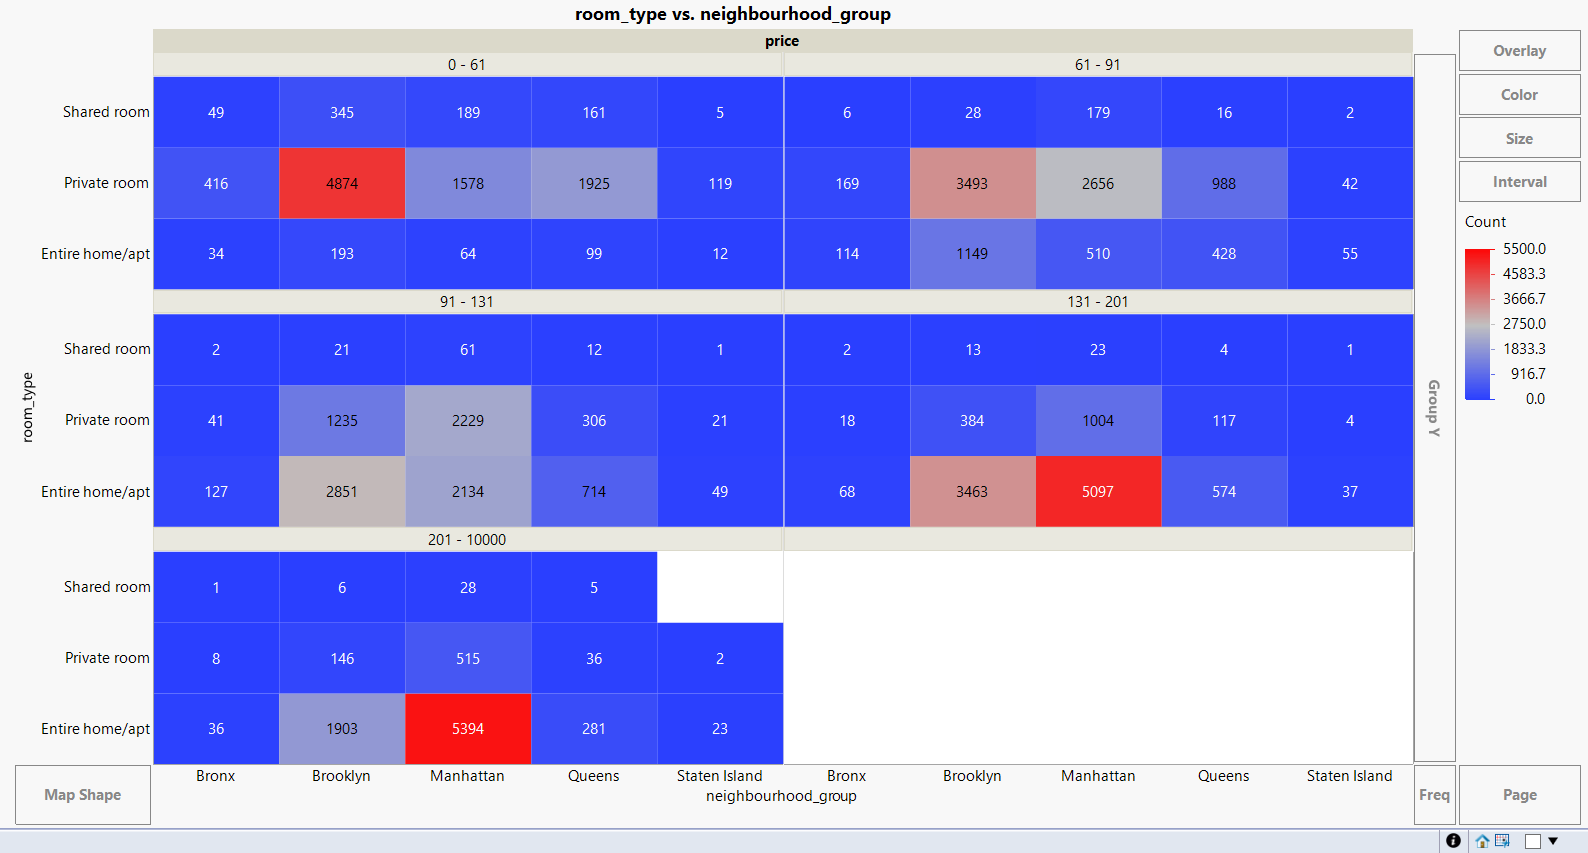 room_type vs. neighbourhood_group
price
0 - 61 61 - 91
Shared room 49 345 189 161 5 6 28 179 16 2
Private room 416 4874 1578 1925 119 169 3493 2656 988 42
Entire home/apt 34 193 64 99 12 114 1149 510 428 55
91 - 131 131 - 201
Shared room 2 21 61 12 1 2 13 23 4 1
Private room 41 1235 2229 306 21 18 384 1004 117 4
Entire home/apt 127 2851 2134 714 49 68 3463 5097 574 37
201 - 10000
Shared room 1 6 28 5
Private room 8 146 515 36 2
Entire home/apt 36 1903 5394 281 23
Bronx Brooklyn Manhattan Queens Staten Island Bronx Brooklyn Manhattan Queens Staten Island
neighbourhood_group
room_type
Map Shape
Group Y
Freq
Page
Overlay
Color
Size
Interval
Count
5500.0
4583.3
3666.7
2750.0
1833.3
916.7
0.0